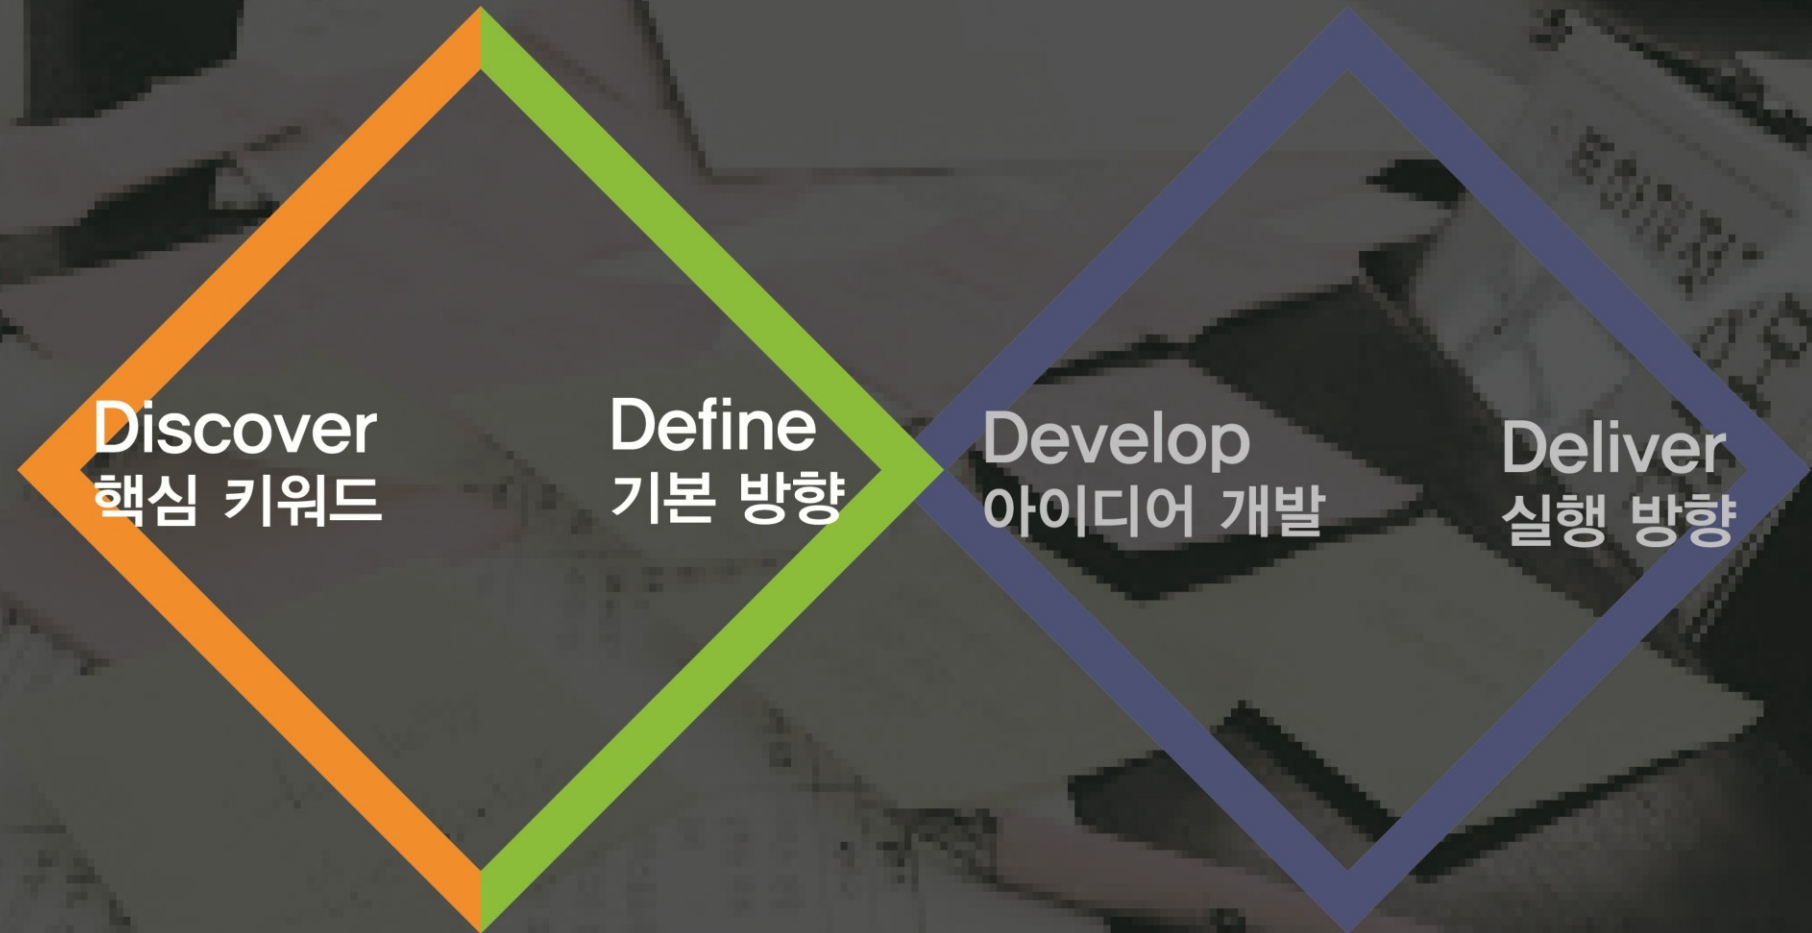 Discover
핵심 키워드
Define
기본 방향
Develop
아이디어 개발
Deliver
실행 방향